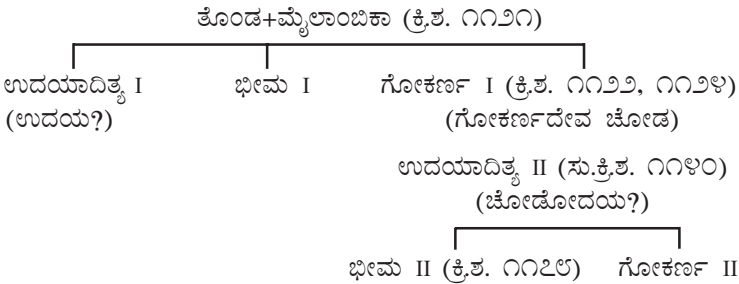 ತೊಂಡ+ಮೈಲಾಂಬಿಕಾ (ಕ್ರಿ.ಶ. ೧೧೨೧)
ಉದಯಾದಿತ್ಯ I ಭೀಮ I ಗೋಕರ್ಣ I (ಕ್ರಿ.ಶ. ೧೧೨೨, ೧೧೨೪)
(ಉದಯ?) (ಗೋಕರ್ಣದೇವ ಚೋಡ)
ಉದಯಾದಿತ್ಯ II (ಸು.ಕ್ರಿ.ಶ. ೧೧೪೦)
(ಚೋಡೋದಯ?)
ಭೀಮ II (ಕ್ರಿ.ಶ. ೧೧೭೮) ಗೋಕರ್ಣ II